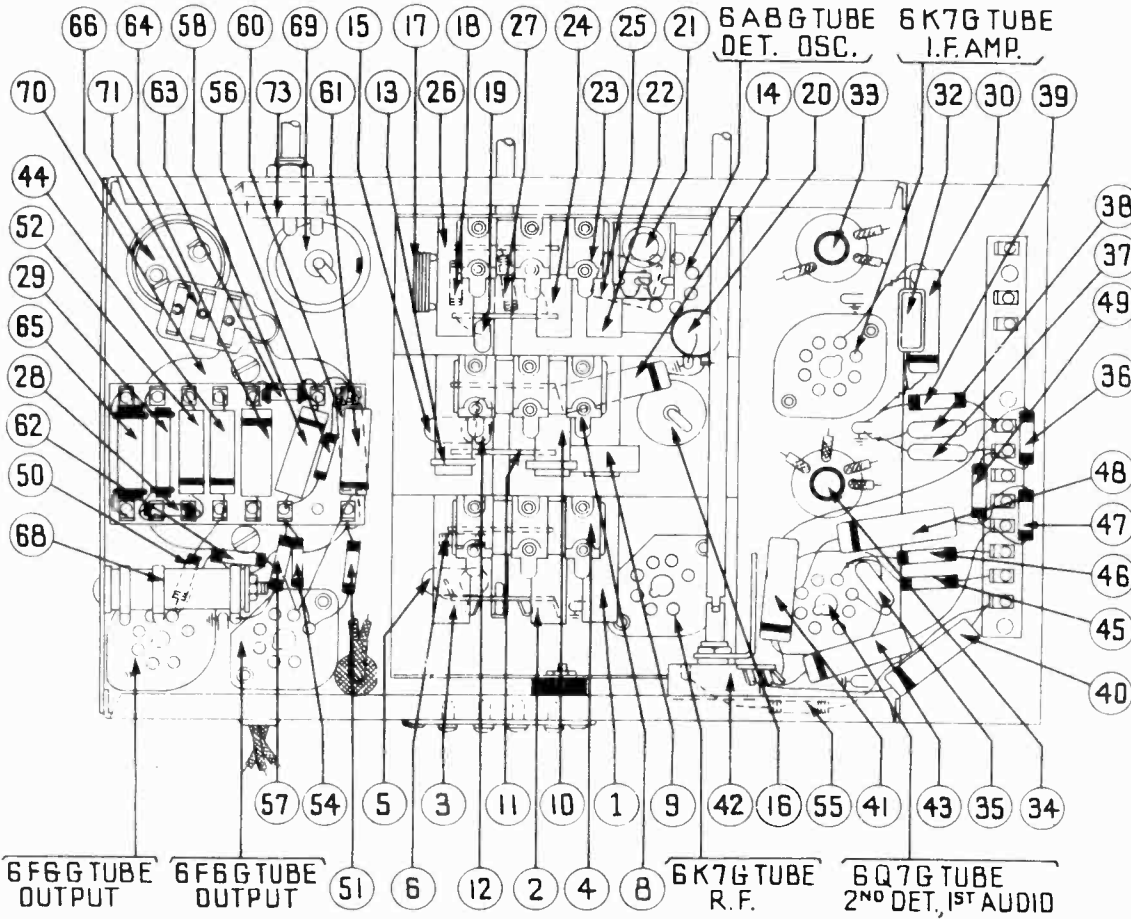 66 64 58 60 69 15 17 18 27 24 25 21
6A8G TUBE
DET. OSC.
6K7G TUBE
I.F. AMP.
70 71 63 56 73 61 13 26 19 23 22 14 20 33 32 30 39
44
52
29
65
28
62
50
68
38
37
49
36
48
47
46
45
40
57 54 5 3 11 10 1 9 42 16 55 41 43 35 34
6F6G TUBE
OUTPUT
6F6G TUBE
OUTPUT
51 6 12 2 4 8
6K7G TUBE
R.F.
6Q7G TUBE
2ND DET., 1ST AUDIO